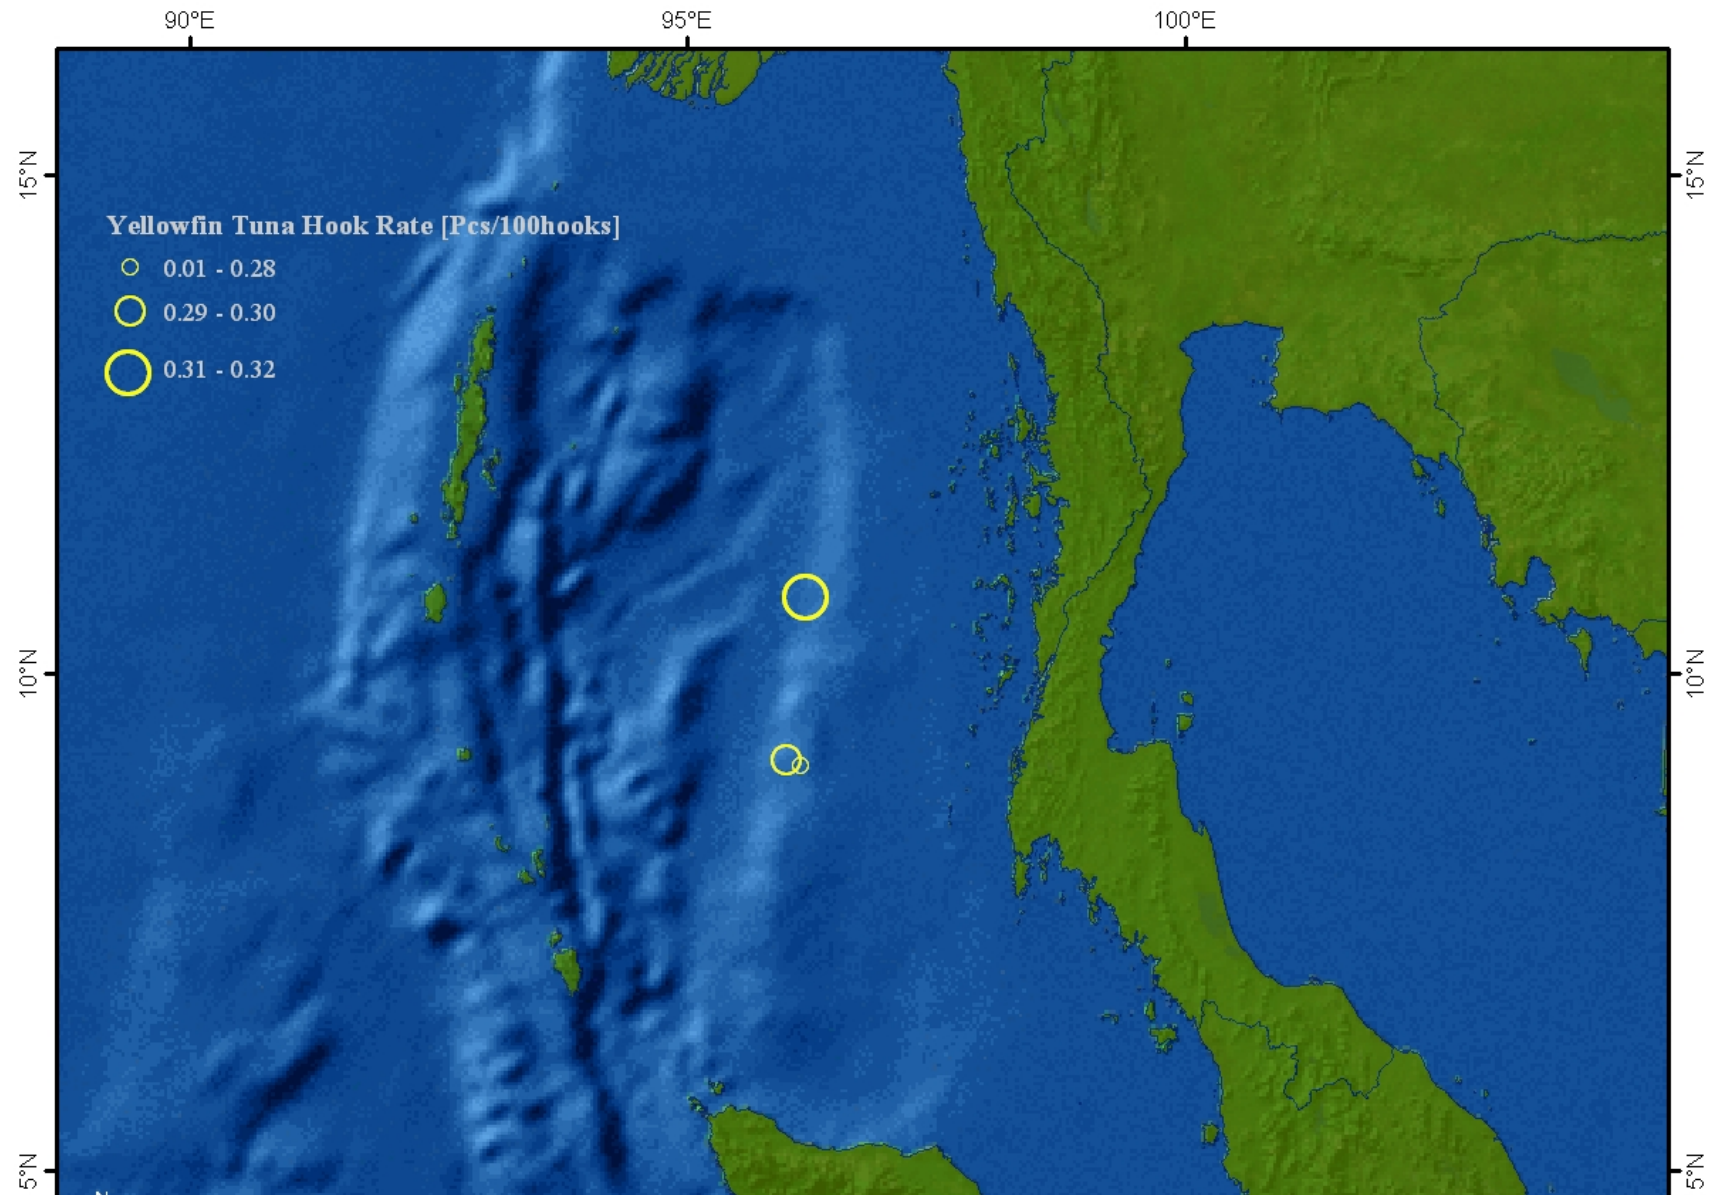 90°E 95°E 100°E
15°N 15°N
Yellowfin Tuna Hook Rate [Pcs/100hooks]
0.01 - 0.28
0.29 - 0.30
0.31 - 0.32
10°N 10°N
5°N 5°N
N